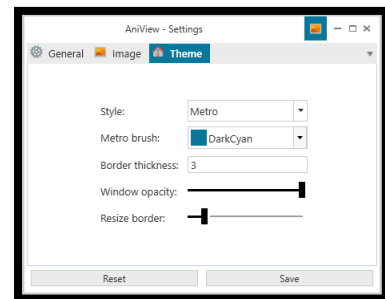 AniView - Settings
General Image Theme
Style: Metro
Metro brush: DarkCyan
Border thickness: 3
Window opacity:
Resize border:
Reset Save